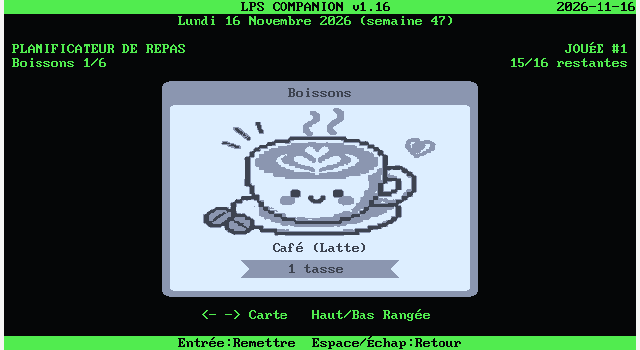 LPS COMPANION v1.16 2026-11-16
Lundi 16 Novembre 2026 (semaine 47)
PLANIFICATEUR DE REPAS JOUÉE #1
Boissons 1/6 15/16 restantes
Boissons
Café (Latte)
1 tasse
<- -> Carte Haut/Bas Rangée
Entrée:Remettre Espace/Échap:Retour